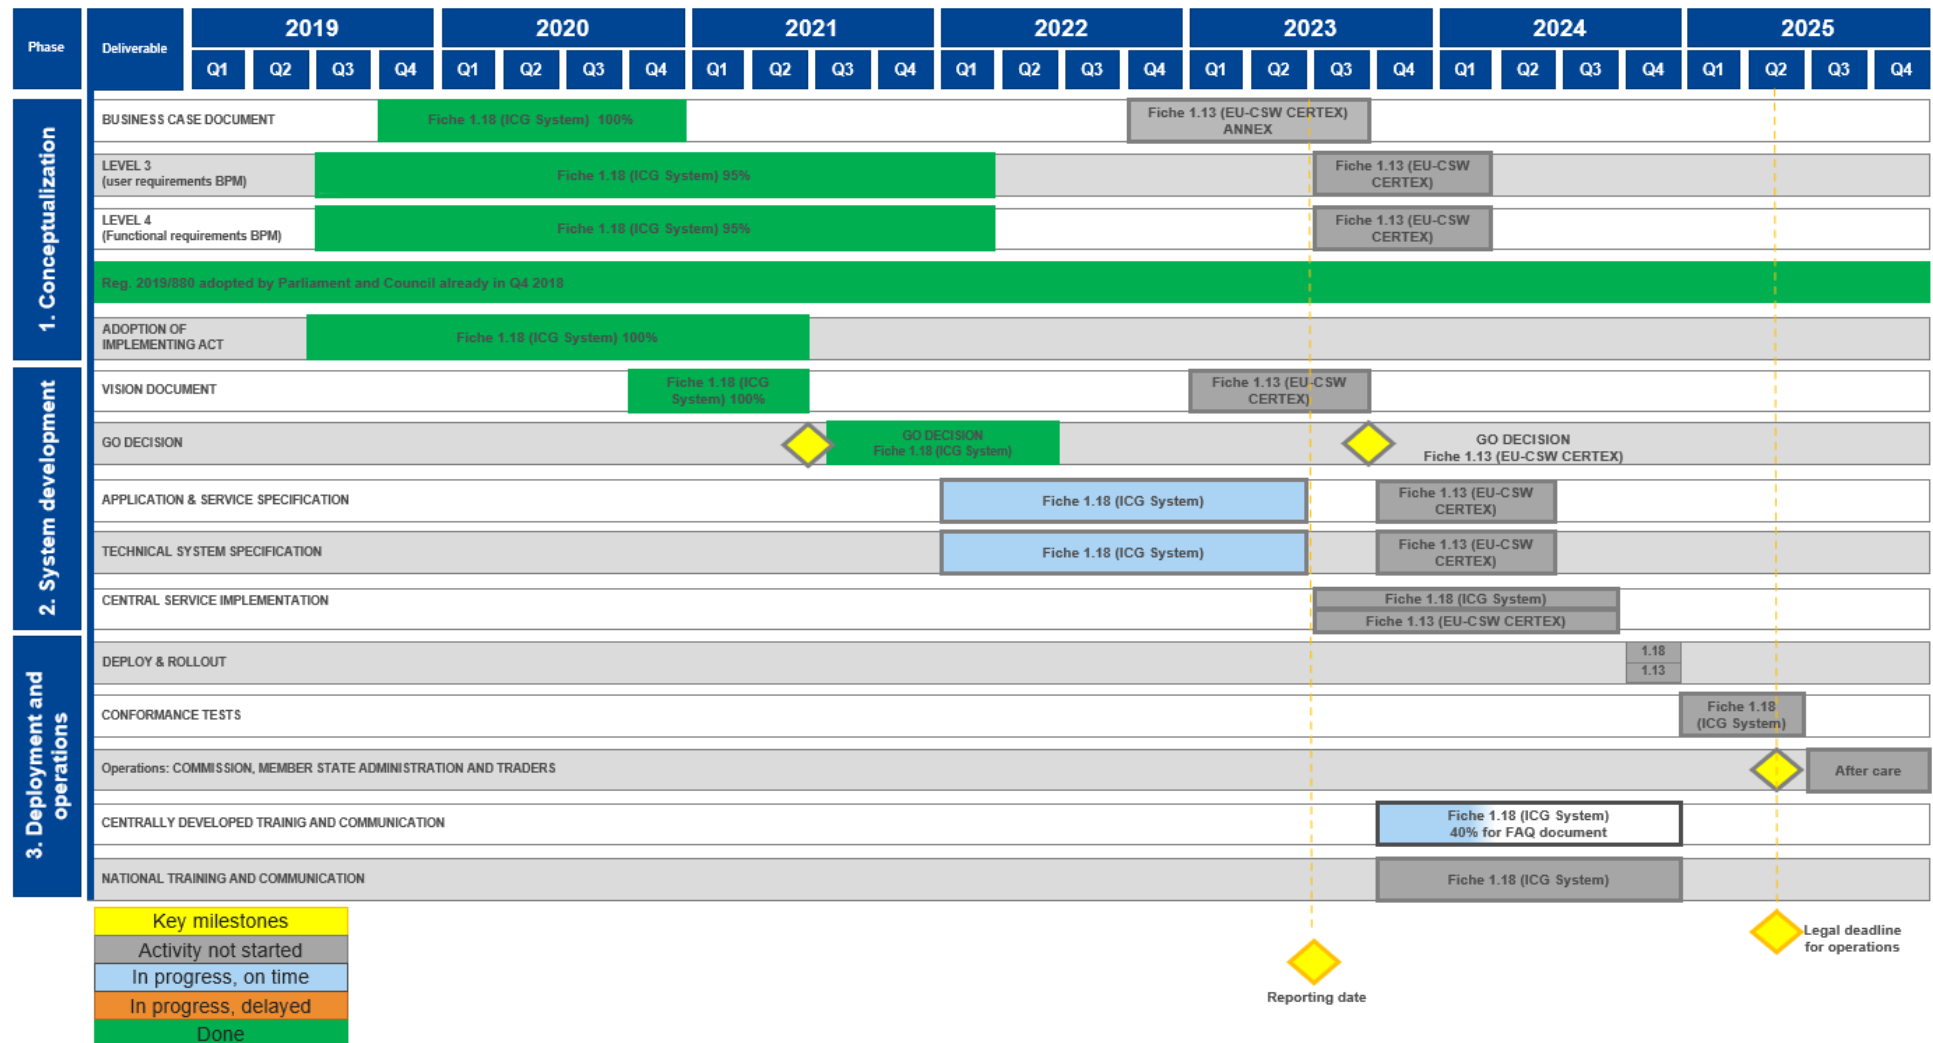 Phase
Deliverable
2019
2020
2021
2022
2023
2024
2025
Q1 Q2 Q3 Q4 Q1 Q2 Q3 Q4 Q1 Q2 Q3 Q4 Q1 Q2 Q3 Q4 Q1 Q2 Q3 Q4 Q1 Q2 Q3 Q4 Q1 Q2 Q3 Q4
1. Conceptualization
BUSINESS CASE DOCUMENT
Fiche 1.18 (ICG System) 100%
Fiche 1.13 (EU-CSW CERTEX)
ANNEX
LEVEL 3
(user requirements BPM)
Fiche 1.18 (ICG System) 95%
Fiche 1.13 (EU-CSW
CERTEX)
LEVEL 4
(Functional requirements BPM)
Fiche 1.18 (ICG System) 95%
Fiche 1.13 (EU-CSW
CERTEX)
Reg. 2019/880 adopted by Parliament and Council already in Q4 2018
ADOPTION OF
IMPLEMENTING ACT
Fiche 1.18 (ICG System) 100%
2. System development
VISION DOCUMENT
Fiche 1.18 (ICG
System) 100%
Fiche 1.13 (EU-CSW
CERTEX)
GO DECISION
GO DECISION
Fiche 1.18 (ICG System)
GO DECISION
Fiche 1.13 (EU-CSW CERTEX)
APPLICATION & SERVICE SPECIFICATION
Fiche 1.18 (ICG System)
Fiche 1.13 (EU-CSW
CERTEX)
TECHNICAL SYSTEM SPECIFICATION
Fiche 1.18 (ICG System)
Fiche 1.13 (EU-CSW
CERTEX)
CENTRAL SERVICE IMPLEMENTATION
Fiche 1.18 (ICG System)
Fiche 1.13 (EU-CSW CERTEX)
3. Deployment and
operations
DEPLOY & ROLLOUT
1.18
1.13
CONFORMANCE TESTS
Fiche 1.18
(ICG System)
Operations: COMMISSION, MEMBER STATE ADMINISTRATION AND TRADERS
After care
CENTRALLY DEVELOPED TRAINIG AND COMMUNICATION
Fiche 1.18 (ICG System)
40% for FAQ document
NATIONAL TRAINING AND COMMUNICATION
Fiche 1.18 (ICG System)
Key milestones
Activity not started
In progress, on time
In progress, delayed
Done
Reporting date
Legal deadline
for operations